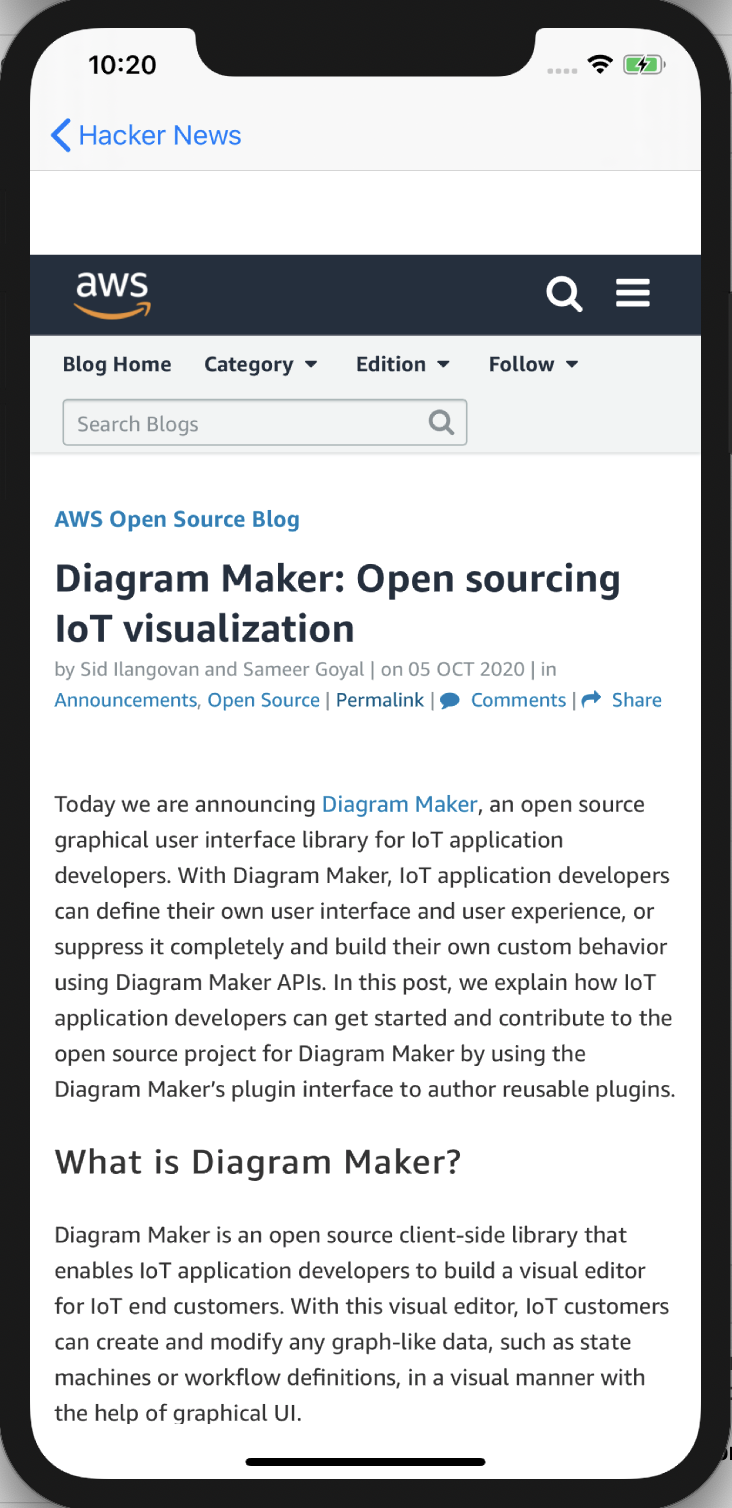 10:20
Hacker News
aws
Blog Home Category Edition Follow
Search Blogs
AWS Open Source Blog
Diagram Maker: Open sourcing
IoT visualization
by Sid Ilangovan and Sameer Goyal | on 05 OCT 2020 | in
Announcements, Open Source | Permalink | Comments | Share
Today we are announcing Diagram Maker, an open source
graphical user interface library for IoT application
developers. With Diagram Maker, IoT application developers
can define their own user interface and user experience, or
suppress it completely and build their own custom behavior
using Diagram Maker APIs. In this post, we explain how IoT
application developers can get started and contribute to the
open source project for Diagram Maker by using the
Diagram Maker’s plugin interface to author reusable plugins.
What is Diagram Maker?
Diagram Maker is an open source client-side library that
enables IoT application developers to build a visual editor
for IoT end customers. With this visual editor, IoT customers
can create and modify any graph-like data, such as state
machines or workflow definitions, in a visual manner with
the help of graphical UI.